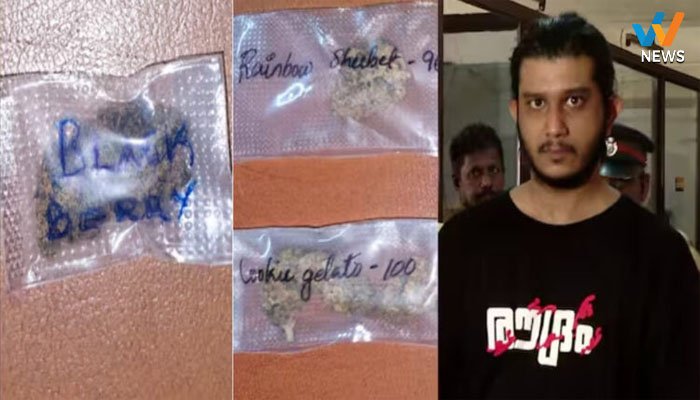 BLACK
BERRY
Rainbow Sherbet -
Cookie gelato - 100
NEWS
രൗദ്രം